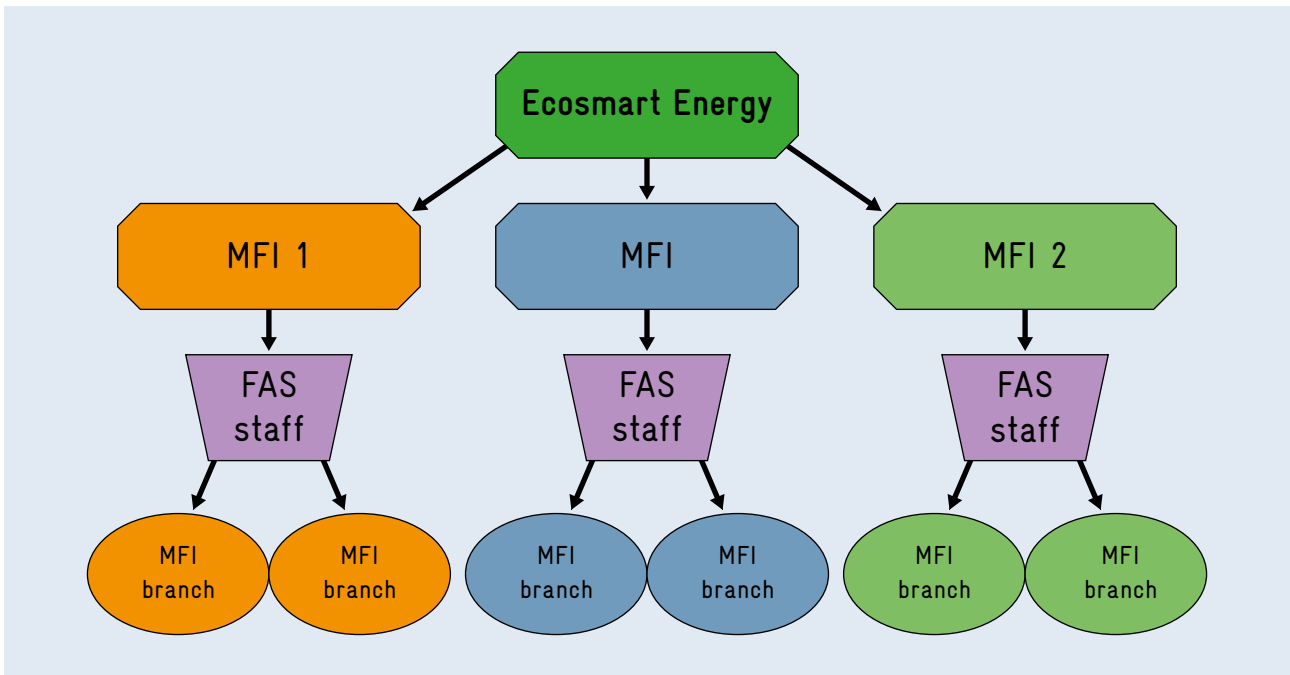 Ecosmart Energy
MFI 1
MFI
MFI 2
FAS
staff
FAS
staff
FAS
staff
MFI
branch
MFI
branch
MFI
branch
MFI
branch
MFI
branch
MFI
branch